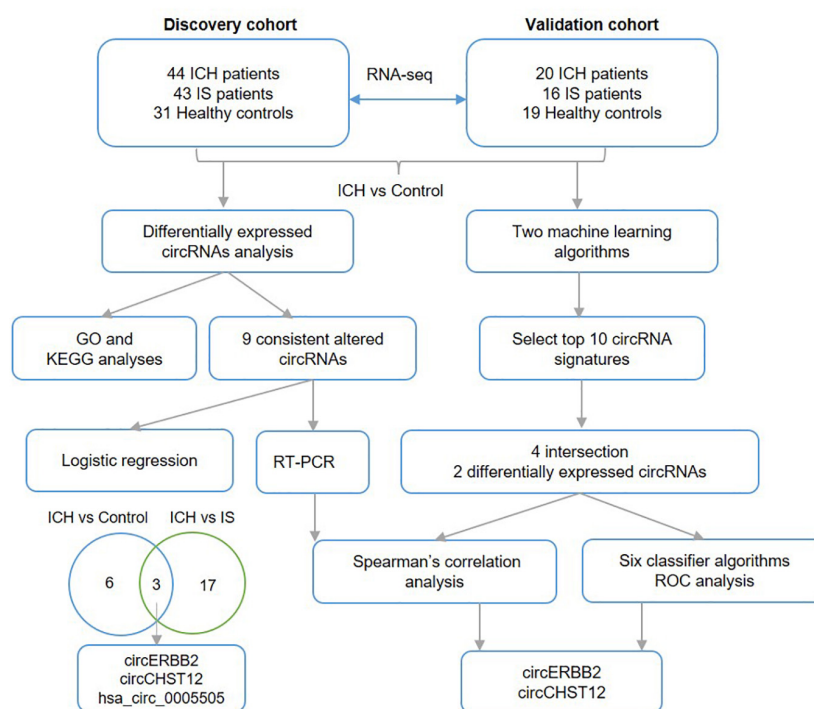 Discovery cohort
Validation cohort
44 ICH patients
43 IS patients
31 Healthy controls
RNA-seq
20 ICH patients
16 IS patients
19 Healthy controls
ICH vs Control
Differentially expressed
circRNAs analysis
Two machine learning
algorithms
GO and
KEGG analyses
9 consistent altered
circRNAs
Select top 10 circRNA
signatures
Logistic regression
RT-PCR
4 intersection
2 differentially expressed circRNAs
ICH vs Control
ICH vs IS
6
3
17
Spearman's correlation
analysis
Six classifier algorithms
ROC analysis
circERBB2
circCHST12
hsa_circ_0005505
circERBB2
circCHST12